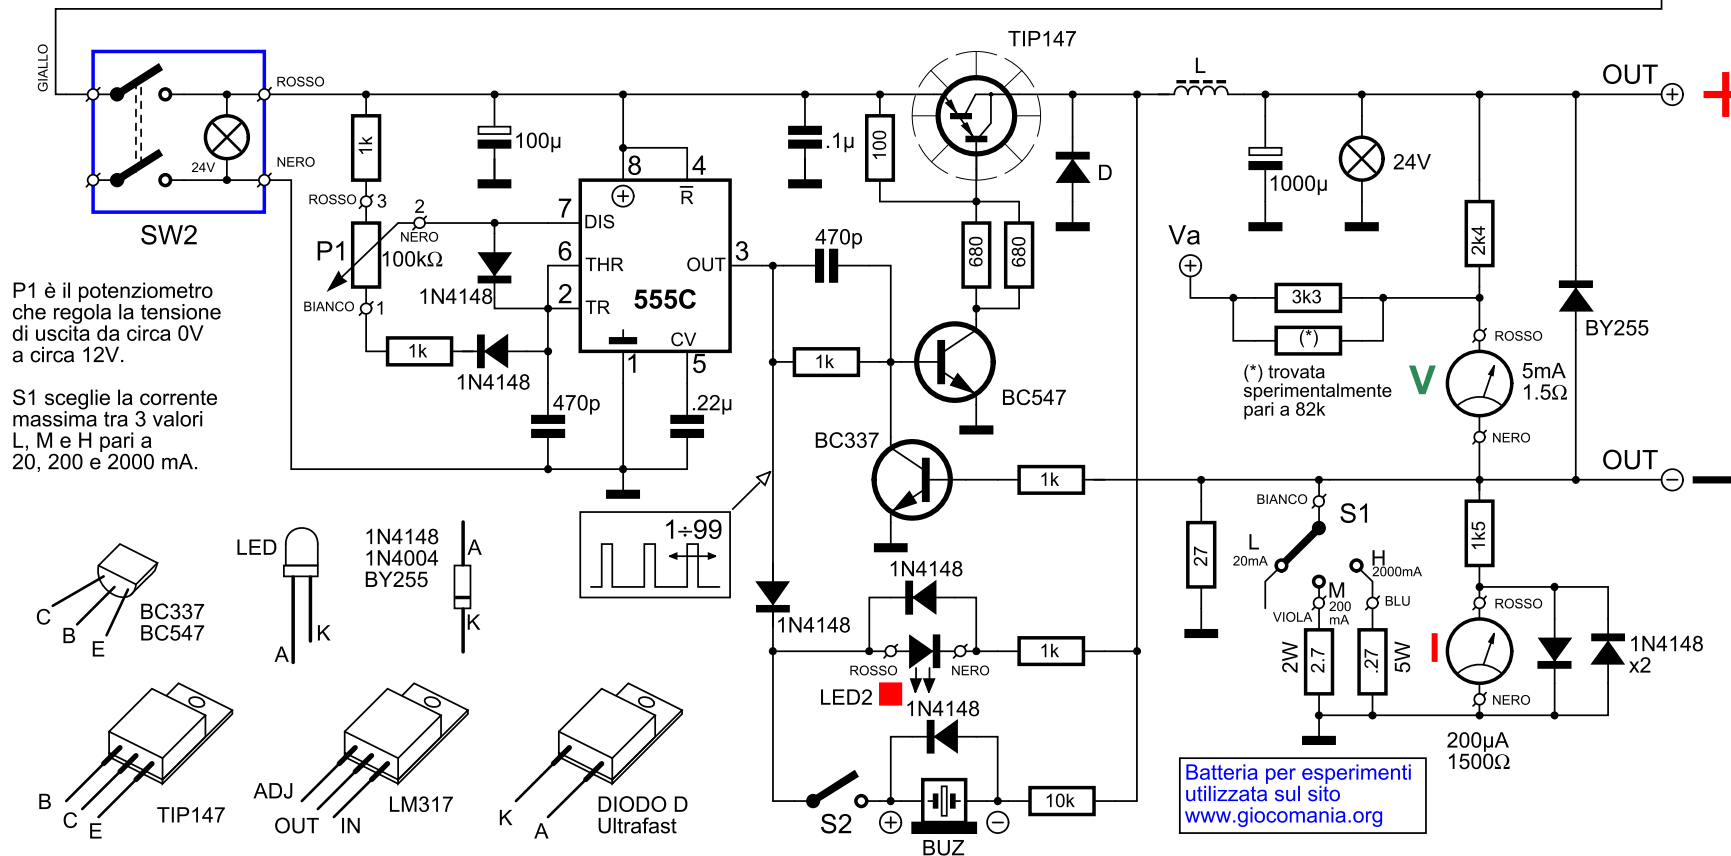 TIP147
L
OUT
+
GIALLO
ROSSO
NERO
24V
SW2
1k
ROSSO
3
2
P1
NERO
100kΩ
BIANCO
1
1k
1N4148
1N4148
100µ
8
4
R
7
DIS
6
THR
2
TR
OUT
3
555C
CV
1
5
470p
.22µ
.1µ
100
470p
680
680
1k
BC547
BC337
D
1000µ
24V
Va
3k3
(*)
(*) trovata
sperimentalmente
pari a 82k
2k4
ROSSO
V
5mA
1.5Ω
NERO
BY255
OUT
−
P1 è il potenziometro
che regola la tensione
di uscita da circa 0V
a circa 12V.
S1 sceglie la corrente
massima tra 3 valori
L, M e H pari a
20, 200 e 2000 mA.
1÷99
1k
27
BIANCO
S1
L
20mA
M
200
mA
VIOLA
H
2000mA
BLU
2W
2.7
.27
5W
1k5
ROSSO
I
NERO
1N4148
x2
200µA
1500Ω
1N4148
1N4148
ROSSO
NERO
LED2
1k
1N4148
S2
+
−
BUZ
10k
C
B
E
BC337
BC547
LED
A
K
1N4148
1N4004
BY255
A
K
B
C
E
TIP147
ADJ
OUT
IN
LM317
K
A
DIODO D
Ultrafast
Batteria per esperimenti
utilizzata sul sito
www.giocomania.org